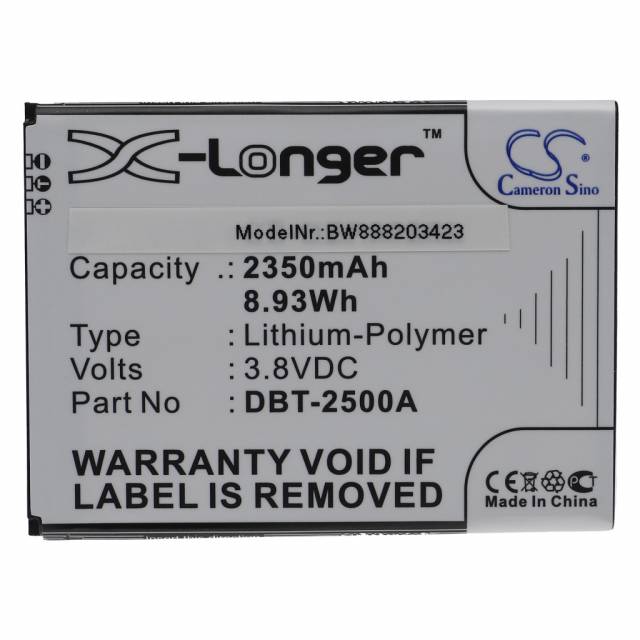 X-Longer™
CS
Cameron Sino
ModelNr.:BW888203423
Capacity .: 2350mAh
8.93Wh
Type : Lithium-Polymer
Volts : 3.8VDC
Part No : DBT-2500A
WARRANTY VOID IF
LABEL IS REMOVED
CE
Made In China